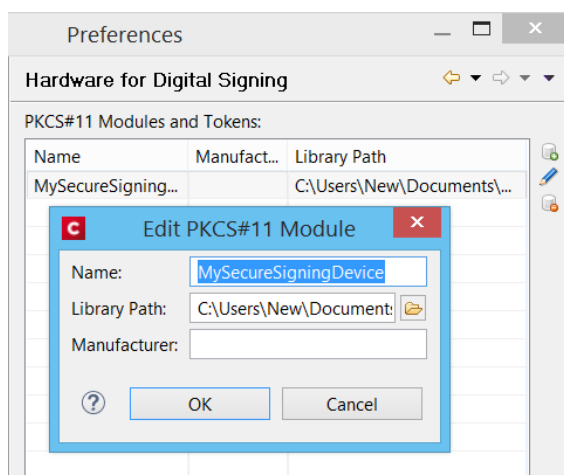 Preferences
Hardware for Digital Signing
PKCS#11 Modules and Tokens:
Name Manufact... Library Path
MySecureSigning... C:\Users\New\Documents\...
C Edit PKCS#11 Module
Name: MySecureSigningDevice
Library Path: C:\Users\New\Document
Manufacturer:
? OK Cancel